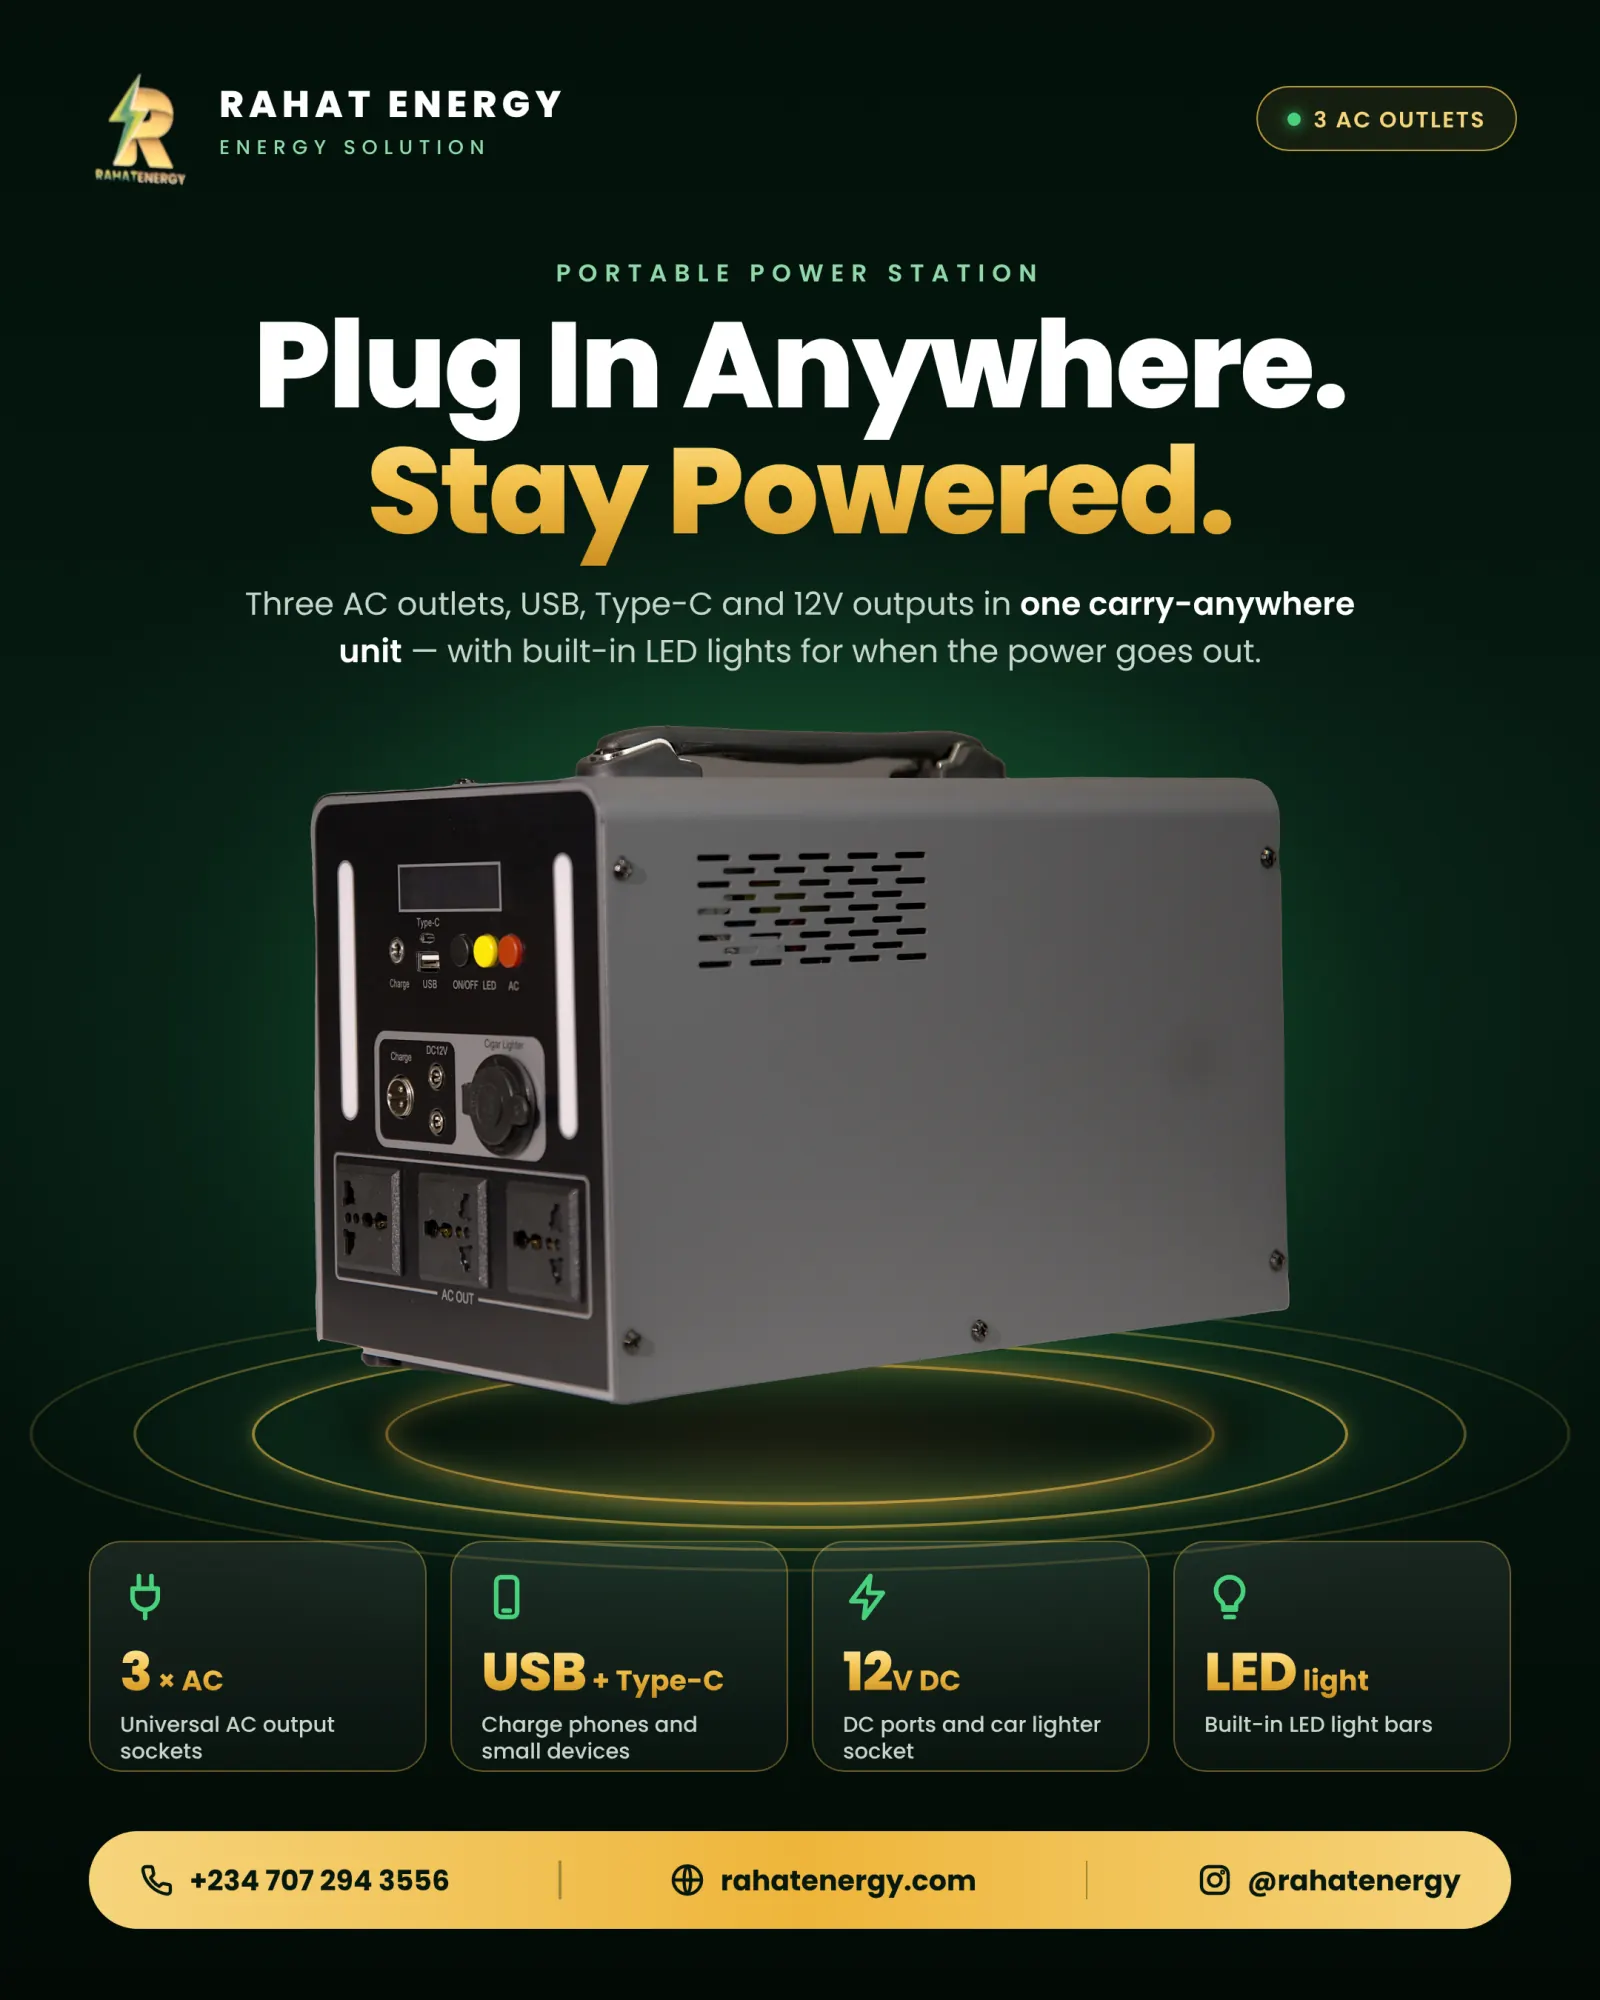 RAHATENERGY
RAHAT ENERGY
ENERGY SOLUTION
3 AC OUTLETS
PORTABLE POWER STATION
Plug In Anywhere.
Stay Powered.
Three AC outlets, USB, Type-C and 12V outputs in one carry-anywhere
unit — with built-in LED lights for when the power goes out.
Type-C
Charge USB ON/OFF LED AC
Charge DC12V Cigar Lighter
AC OUT
3 × AC
Universal AC output
sockets
USB + Type-C
Charge phones and
small devices
12V DC
DC ports and car lighter
socket
LED light
Built-in LED light bars
+234 707 294 3556
rahatenergy.com
@rahatenergy